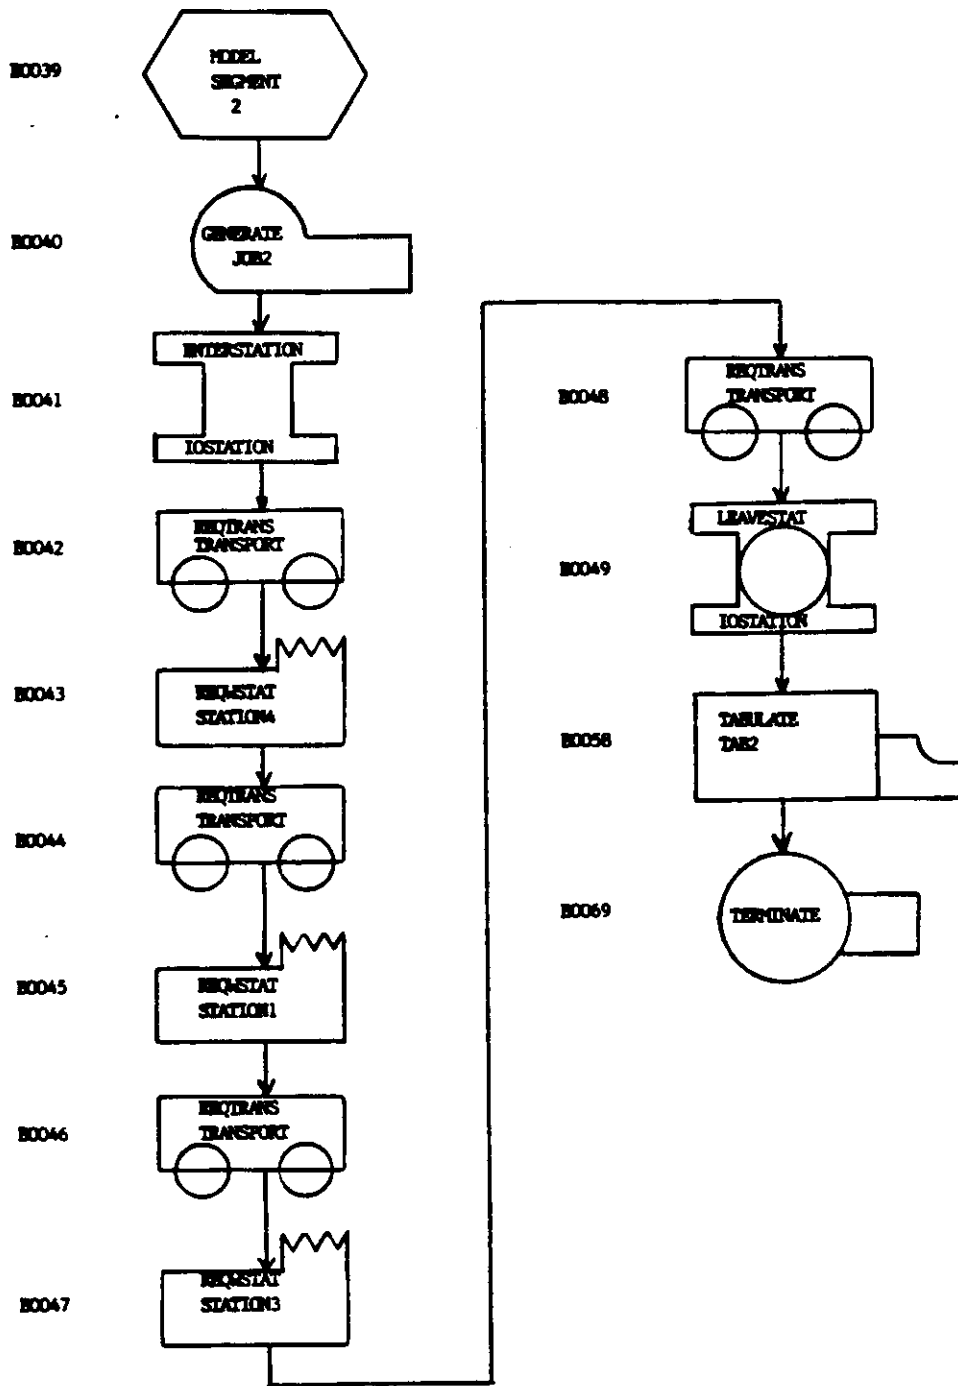 B0039
MODEL
SEGMENT
2
B0040
GENERATE
JOB2
B0041
ENTERSTATION
IOSTATION
B0042
REQTRANS
TRANSPORT
B0043
REQWSTAT
STATION4
B0044
REQTRANS
TRANSPORT
B0045
REQWSTAT
STATION1
B0046
REQTRANS
TRANSPORT
B0047
REQWSTAT
STATION3
B0048
REQTRANS
TRANSPORT
B0049
LEAVESTAT
IOSTATION
B0058
TABULATE
TAB2
B0069
TERMINATE